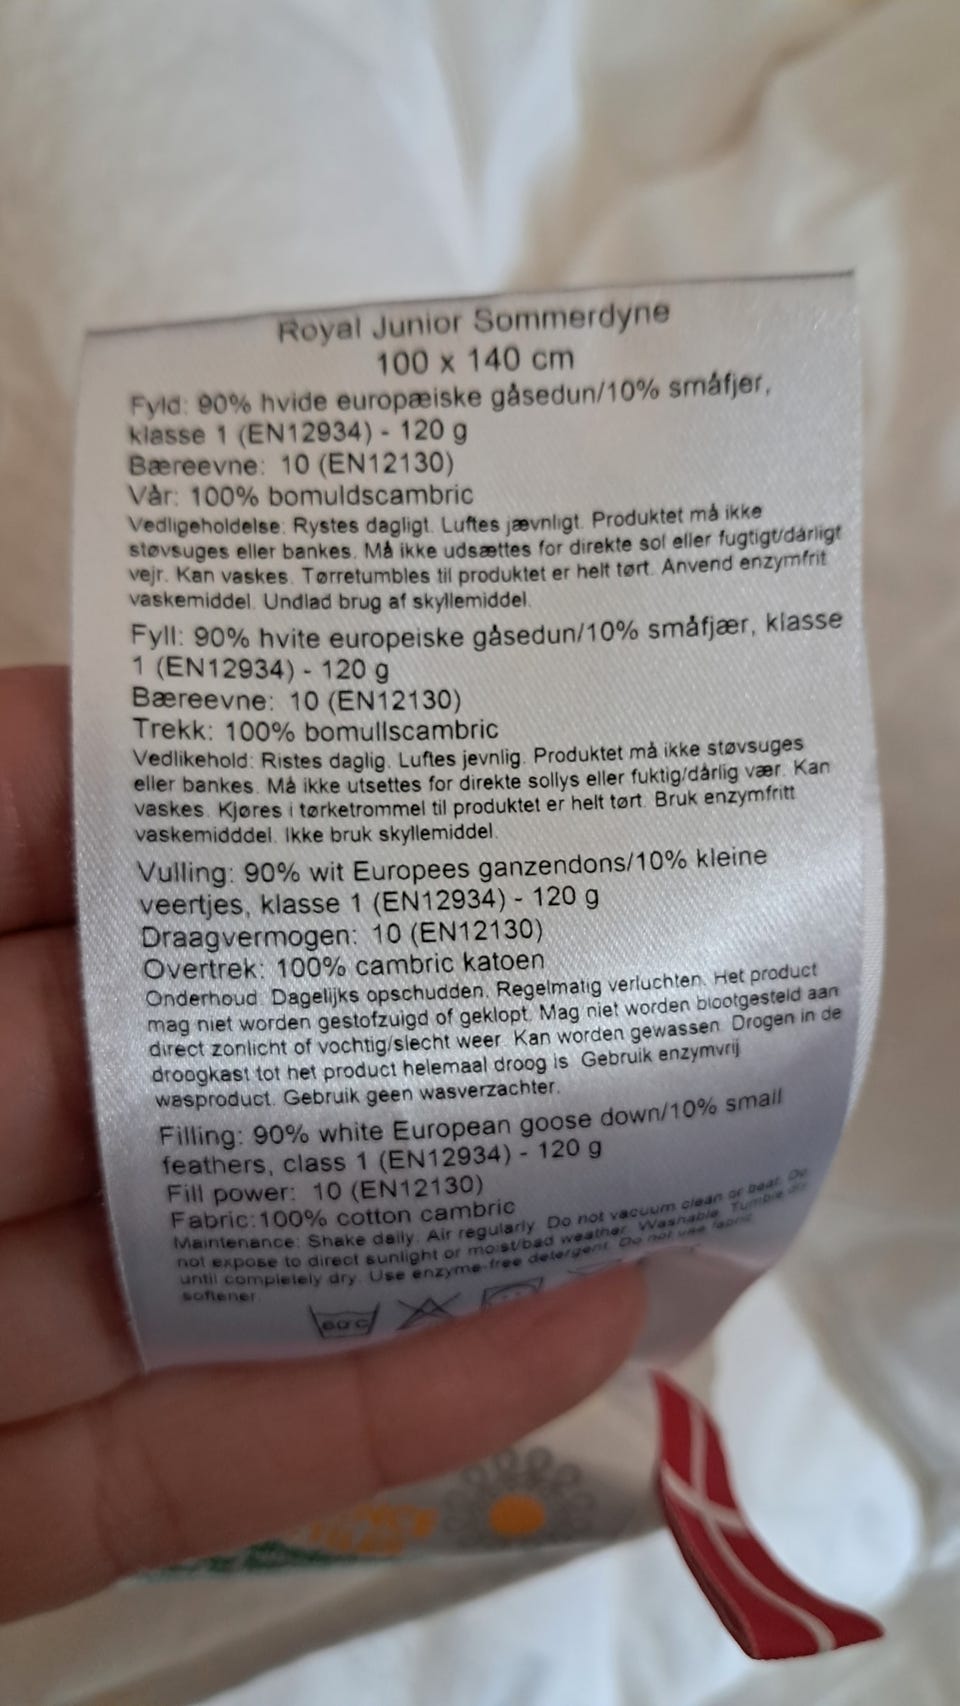 Royal Junior Sommerdyne
100 x 140 cm
Fyld: 90% hvide europæiske gåsedun/10% småfjer,
klasse 1 (EN12934) - 120 g
Bæreevne: 10 (EN12130)
Vår: 100% bomuldscambric
Vedligeholdelse: Rystes dagligt. Luftes jævnligt. Produktet må ikke
støvsuges eller bankes. Må ikke udsættes for direkte sol eller fugtigt/dårligt
vejr. Kan vaskes. Tørretumbles til produktet er helt tørt. Anvend enzymfrit
vaskemiddel. Undlad brug af skyllemiddel.
Fyll: 90% hvite europeiske gåsedun/10% småfjær, klasse
1 (EN12934) - 120 g
Bæreevne: 10 (EN12130)
Trekk: 100% bomullscambric
Vedlikehold: Ristes daglig. Luftes jevnlig. Produktet må ikke støvsuges
eller bankes. Må ikke utsettes for direkte sollys eller fuktig/dårlig vær. Kan
vaskes. Kjøres i tørketrommel til produktet er helt tørt. Bruk enzymfritt
vaskemidddel. Ikke bruk skyllemiddel.
Vulling: 90% wit Europees ganzendons/10% kleine
veertjes, klasse 1 (EN12934) - 120 g
Draagvermogen: 10 (EN12130)
Overtrek: 100% cambric katoen
Onderhoud: Dagelijks opschudden. Regelmatig verluchten. Het product
mag niet worden gestofzuigd of geklopt. Mag niet worden blootgesteld aan
direct zonlicht of vochtig/slecht weer. Kan worden gewassen. Drogen in de
droogkast tot het product helemaal droog is. Gebruik enzymvrij
wasproduct. Gebruik geen wasverzachter.
Filling: 90% white European goose down/10% small
feathers, class 1 (EN12934) - 120 g
Fill power: 10 (EN12130)
Fabric: 100% cotton cambric
Maintenance: Shake daily. Air regularly. Do not vacuum clean or beat. Do
not expose to direct sunlight or moist/bad weather. Washable. Tumble dry
until completely dry. Use enzyme-free detergent. Do not use fabric
softener.
60°C